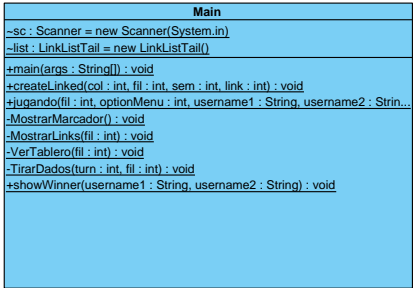 Main
~sc : Scanner = new Scanner(System.in)
~list : LinkListTail = new LinkListTail()
+main(args : String[]) : void
+createLinked(col : int, fil : int, sem : int, link : int) : void
+jugando(fil : int, optionMenu : int, username1 : String, username2 : Strin...
-MostrarMarcador() : void
-MostrarLinks(fil : int) : void
-VerTablero(fil : int) : void
-TirarDados(turn : int, fil : int) : void
+showWinner(username1 : String, username2 : String) : void